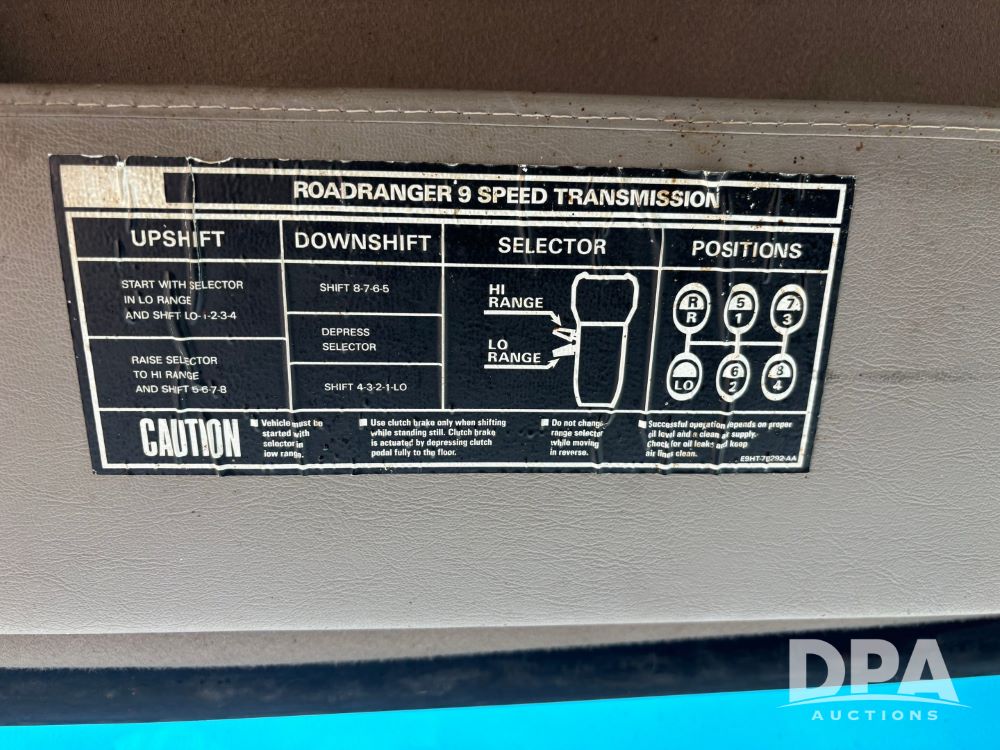 ROADRANGER 9 SPEED TRANSMISSION
UPSHIFT
START WITH SELECTOR
IN LO RANGE
AND SHIFT LO-1-2-3-4
RAISE SELECTOR
TO HI RANGE
AND SHIFT 5-6-7-8
DOWNSHIFT
SHIFT 8-7-6-5
DEPRESS
SELECTOR
SHIFT 4-3-2-1-LO
SELECTOR
HI
RANGE
LO
RANGE
POSITIONS
R 5 7
R 1 3
6 8
LO 2 4
CAUTION
Vehicle must be
started with
selector in
low range.
Use clutch brake only when shifting
while standing still. Clutch brake
is actuated by depressing clutch
pedal fully to the floor.
Do not change
range selector
while moving
in reverse.
Successful operation depends on proper
oil level and a clean air supply.
Check for oil leaks and keep
air lines clean.
E9HT-7B292-AA
DPA
AUCTIONS